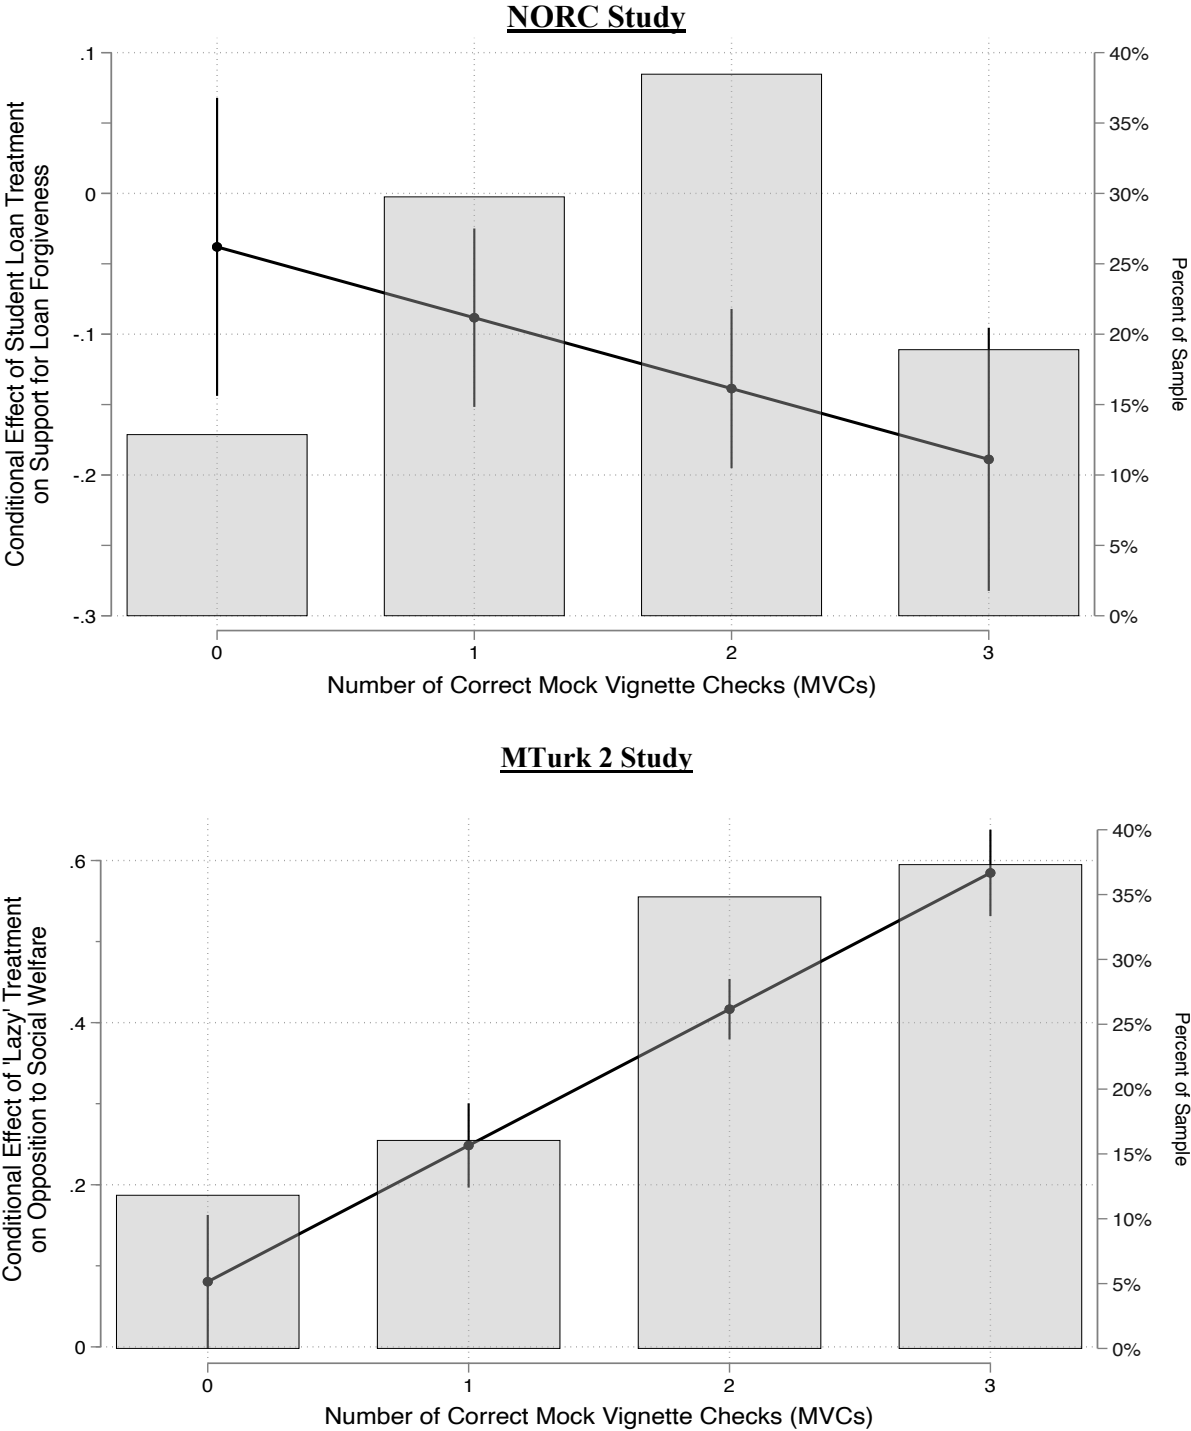 NORC Study
Conditional Effect of Student Loan Treatment
on Support for Loan Forgiveness
.1
0
-.1
-.2
-.3
40%
35%
30%
25%
20%
15%
10%
5%
0%
Percent of Sample
0 1 2 3
Number of Correct Mock Vignette Checks (MVCs)
MTurk 2 Study
Conditional Effect of 'Lazy' Treatment
on Opposition to Social Welfare
.6
.4
.2
0
40%
35%
30%
25%
20%
15%
10%
5%
0%
Percent of Sample
0 1 2 3
Number of Correct Mock Vignette Checks (MVCs)